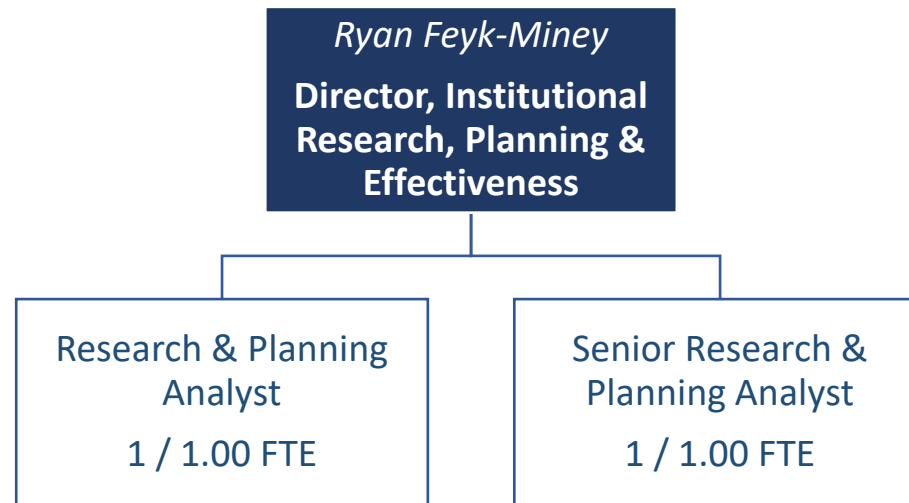 Ryan Feyk-Miney
Director, Institutional
Research, Planning &
Effectiveness
Research & Planning
Analyst
1 / 1.00 FTE
Senior Research &
Planning Analyst
1 / 1.00 FTE